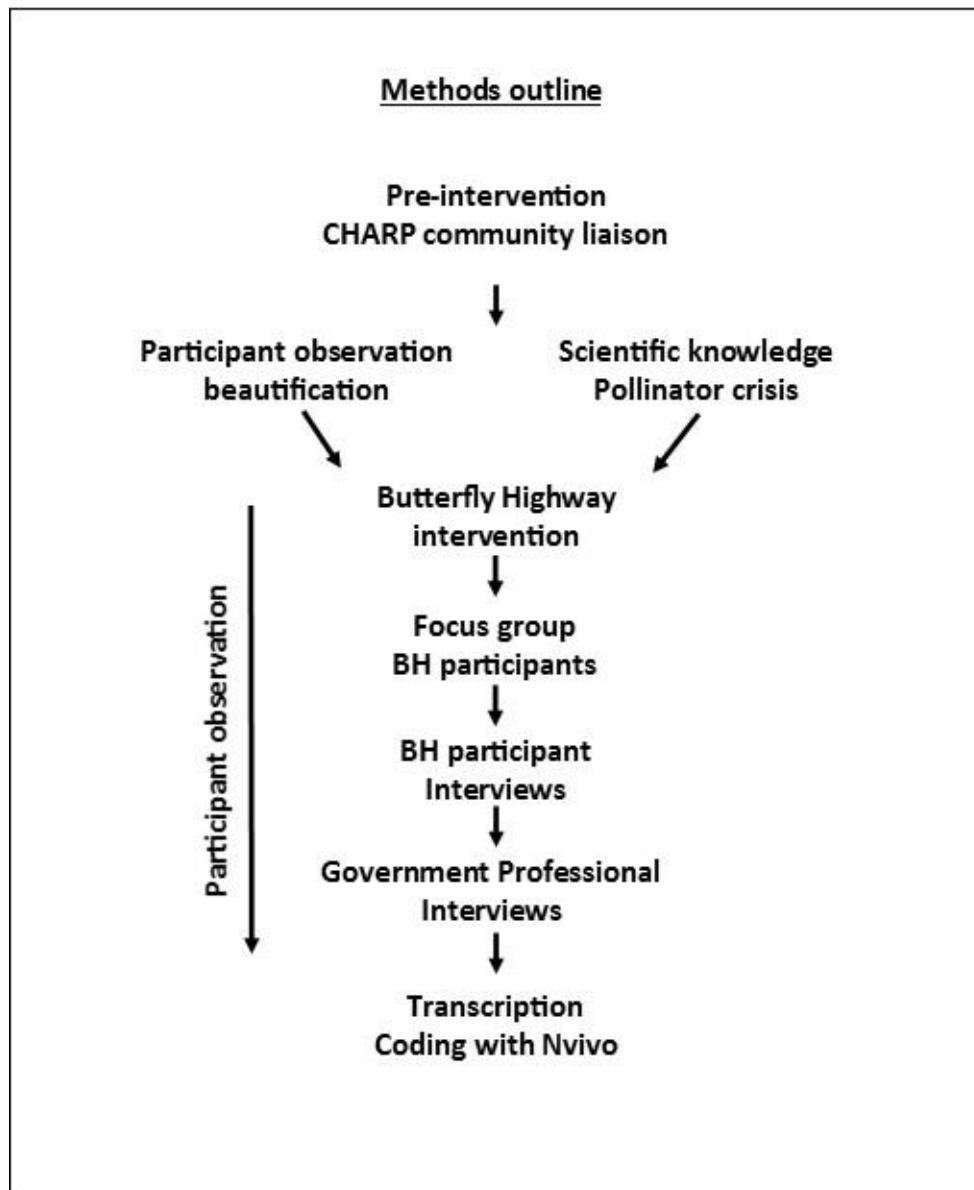 Methods outline
Pre-intervention
CHARP community liaison
Participant observation
beautification
Scientific knowledge
Pollinator crisis
Butterfly Highway
intervention
Participant observation
Focus group
BH participants
BH participant
Interviews
Government Professional
Interviews
Transcription
Coding with Nvivo